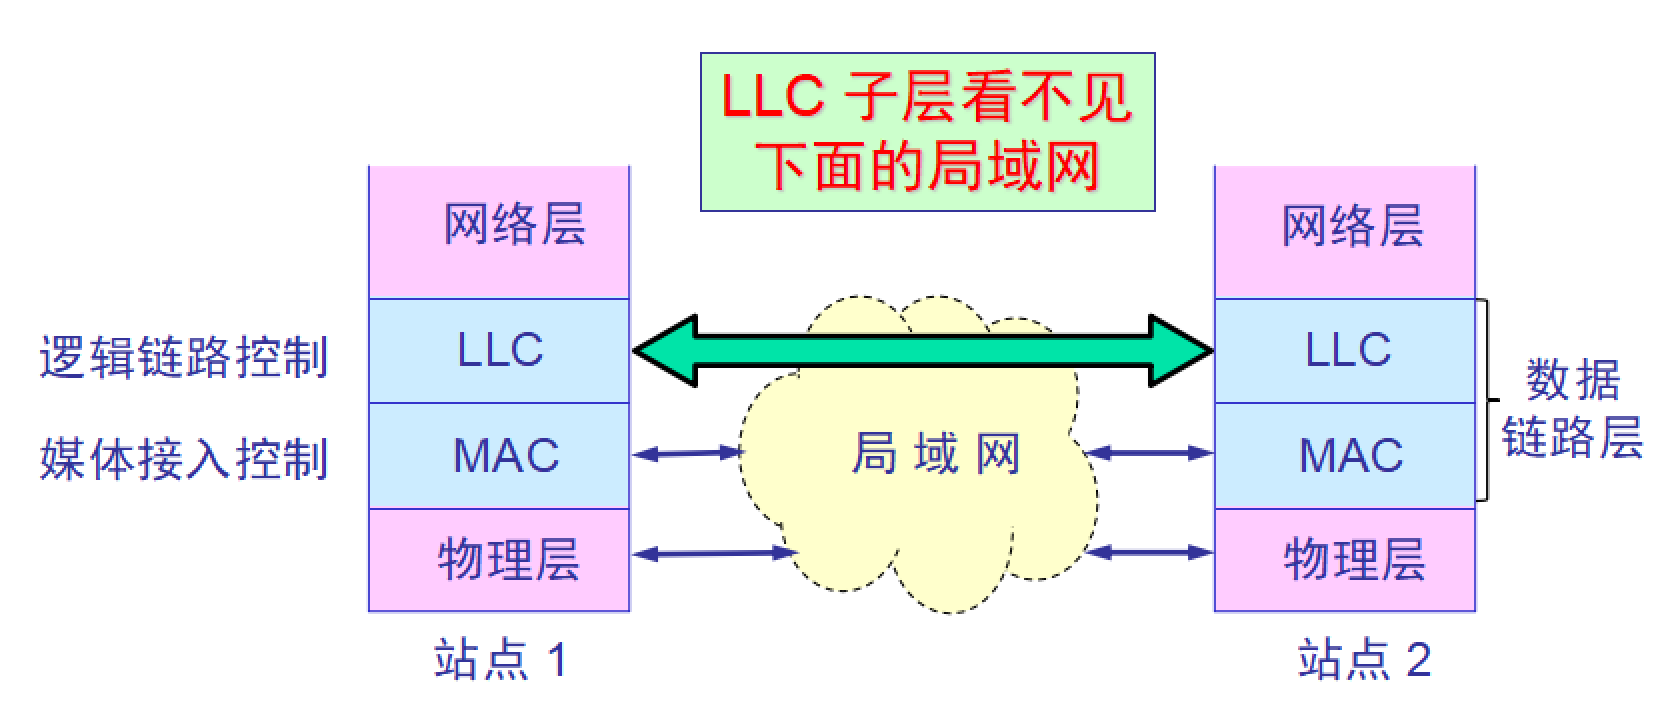 LLC 子层看不见
下面的局域网
网络层
网络层
逻辑链路控制
LLC
LLC
数据
链路层
媒体接入控制
MAC
局域网
MAC
物理层
物理层
站点 1
站点 2